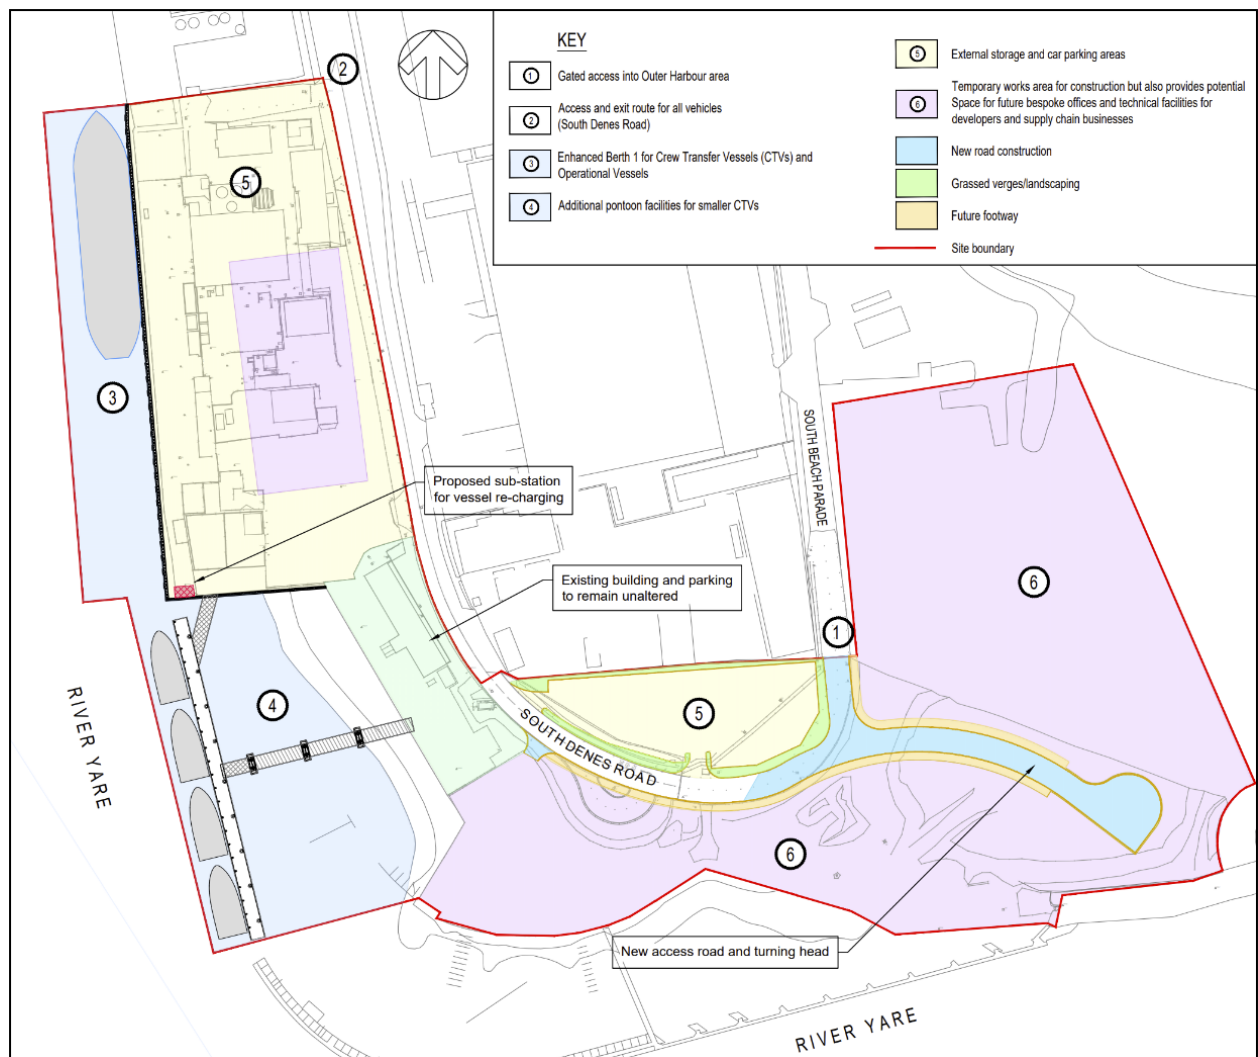 KEY
1
Gated access into Outer Harbour area
2
Access and exit route for all vehicles
(South Denes Road)
3
Enhanced Berth 1 for Crew Transfer Vessels (CTVs) and
Operational Vessels
4
Additional pontoon facilities for smaller CTVs
5
External storage and car parking areas
6
Temporary works area for construction but also provides potential
Space for future bespoke offices and technical facilities for
developers and supply chain businesses
New road construction
Grassed verges/landscaping
Future footway
Site boundary
2
5
3
SOUTH BEACH PARADE
Proposed sub-station
for vessel re-charging
Existing building and parking
to remain unaltered
6
1
RIVER YARE
4
5
SOUTH DENES ROAD
6
New access road and turning head
RIVER YARE